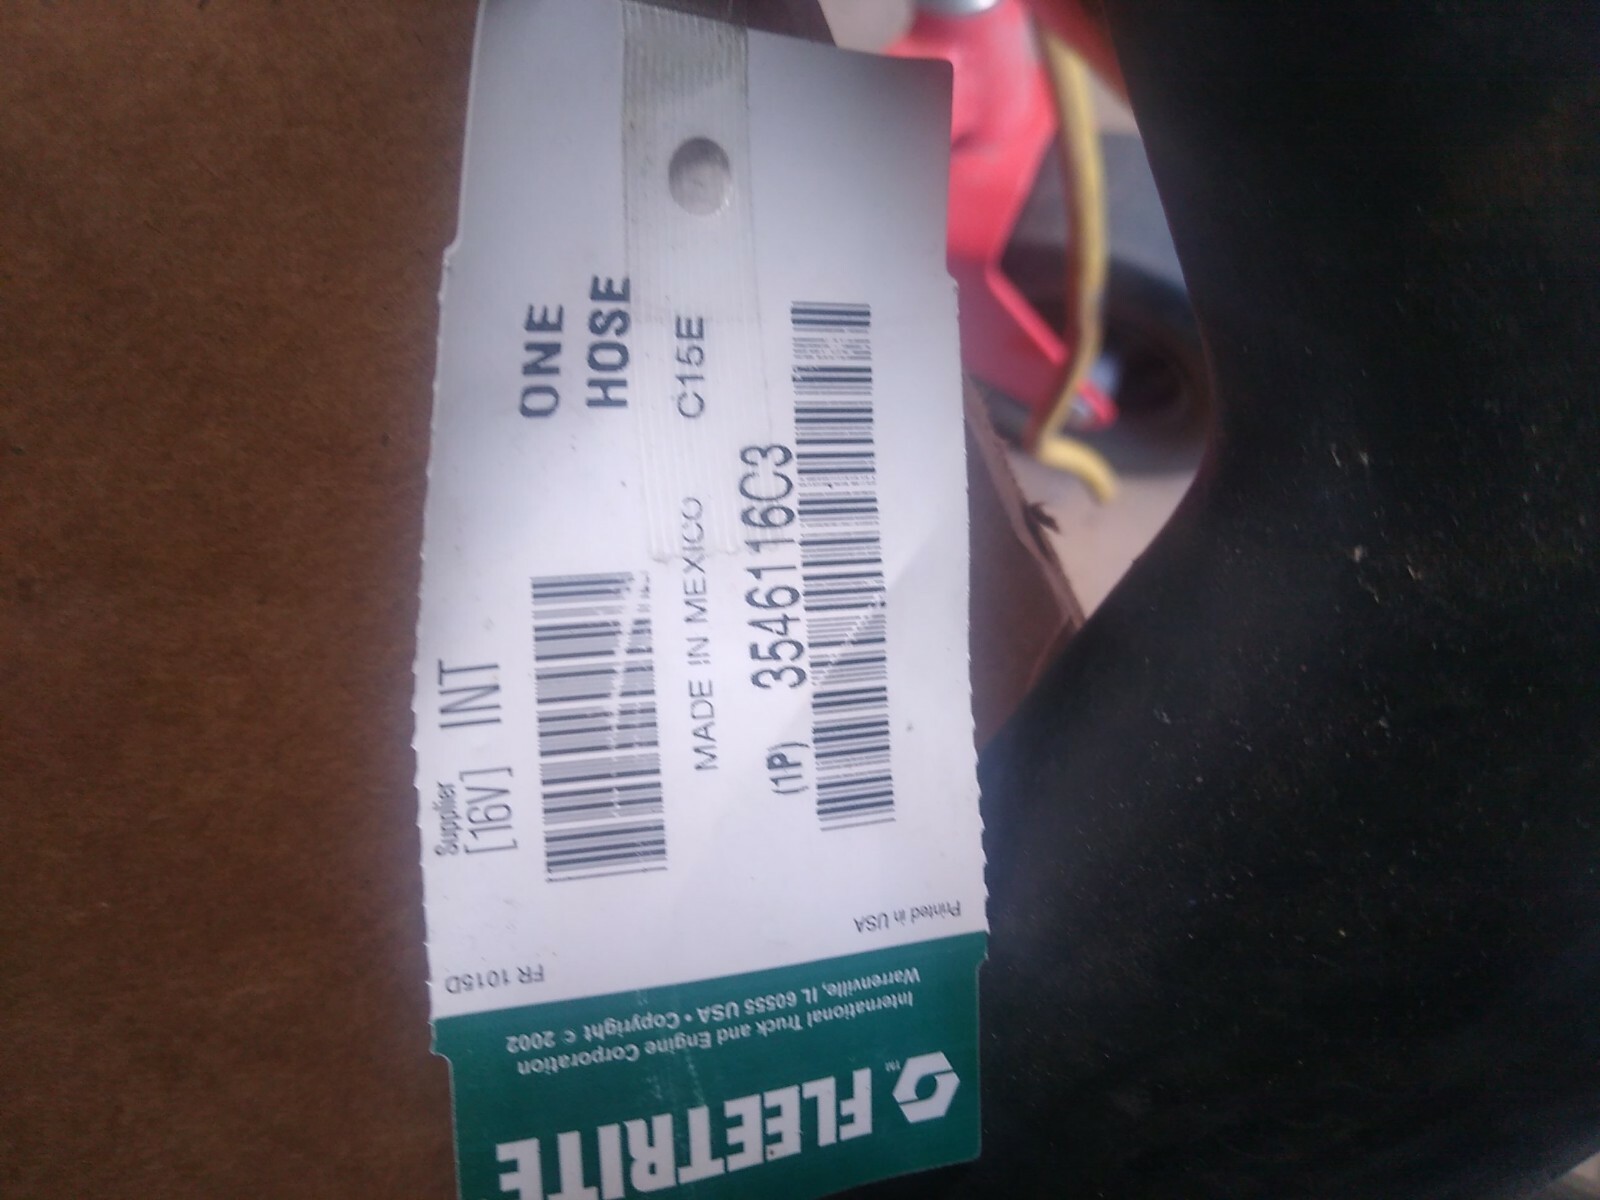 Supplier
[16V] INT
ONE
HOSE
MADE IN MEXICO C15E
(1P) 3546116C3
FR 1015D
Printed in USA
FLEETRITE™
International Truck and Engine Corporation
Warrenville, IL 60555 USA • Copyright © 2002